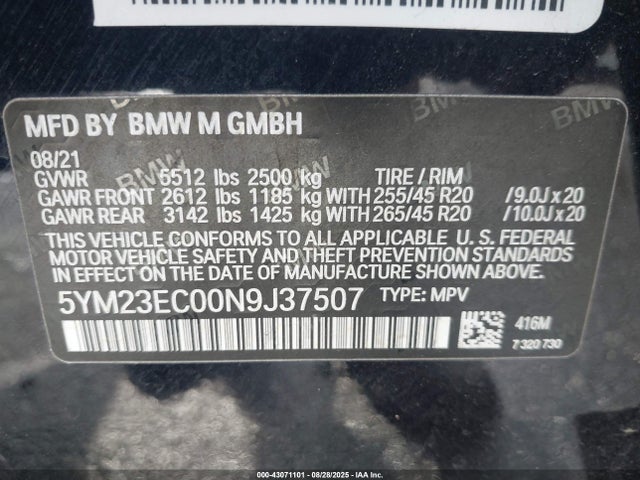 MFD BY BMW M GMBH
08/21
GVWR 5512 lbs 2500 kg TIRE / RIM
GAWR FRONT 2612 lbs 1185 kg WITH 255/45 R20 /9.0J x 20
GAWR REAR 3142 lbs 1425 kg WITH 265/45 R20 /10.0J x 20
THIS VEHICLE CONFORMS TO ALL APPLICABLE U. S. FEDERAL
MOTOR VEHICLE SAFETY AND THEFT PREVENTION STANDARDS IN
EFFECT ON THE DATE OF MANUFACTURE SHOWN ABOVE.
5YM23EC00N9J37507 TYPE: MPV
416M
7 320 730
000-43071101 - 08/28/2025 - IAA Inc.